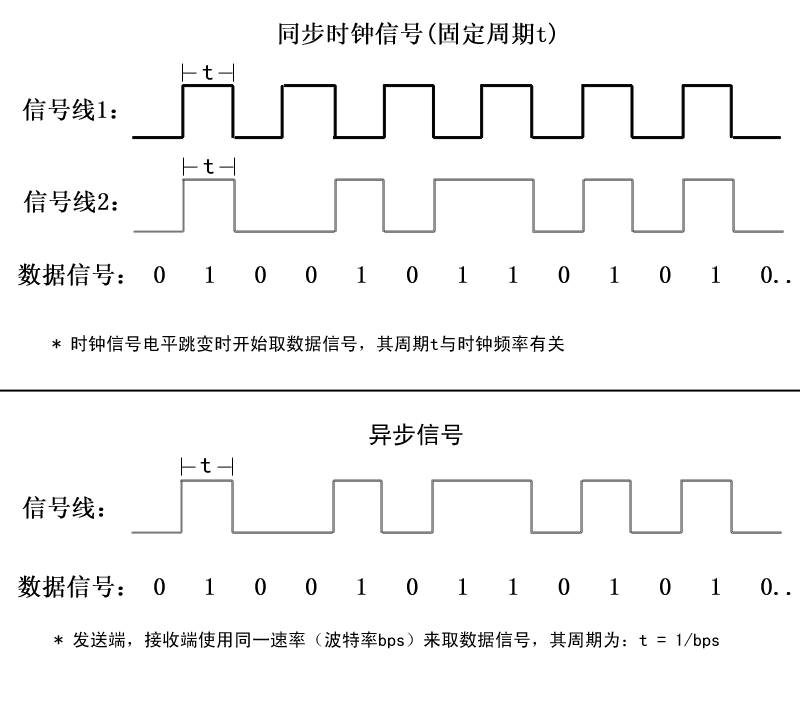 同步时钟信号(固定周期t)
t
信号线1：
t
信号线2：
数据信号： 0 1 0 0 1 0 1 1 0 1 0 1 0..
* 时钟信号电平跳变时开始取数据信号，其周期t与时钟频率有关
异步信号
t
信号线：
数据信号： 0 1 0 0 1 0 1 1 0 1 0 1 0..
* 发送端，接收端使用同一速率（波特率bps）来取数据信号，其周期为：t = 1/bps